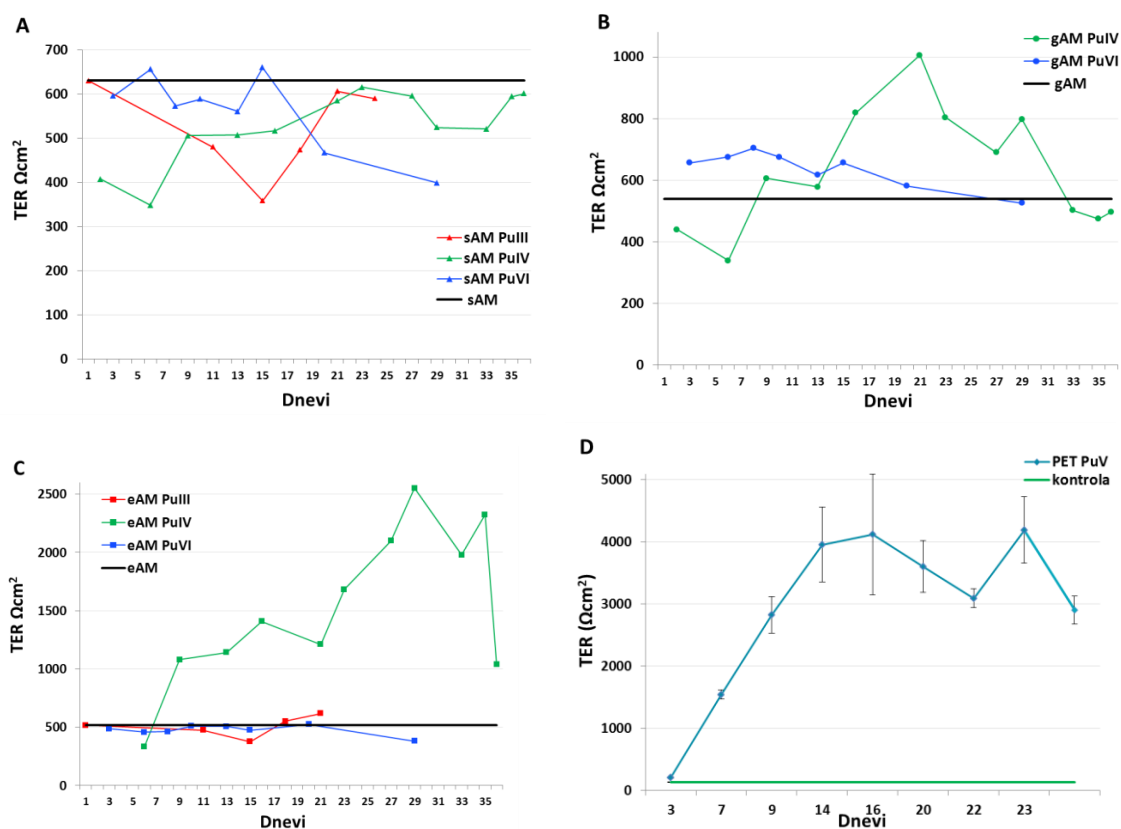 A
TER Ωcm²
700
600
500
400
300
200
100
0
1 3 5 7 9 11 13 15 17 19 21 23 25 27 29 31 33 35
Dnevi
sAM PuIII
sAM PuIV
sAM PuVI
sAM
B
TER Ωcm²
1000
800
600
400
200
0
1 3 5 7 9 11 13 15 17 19 21 23 25 27 29 31 33 35
Dnevi
gAM PuIV
gAM PuVI
gAM
C
TER Ωcm²
2500
2000
1500
1000
500
0
1 3 5 7 9 11 13 15 17 19 21 23 25 27 29 31 33 35
Dnevi
eAM PuIII
eAM PuIV
eAM PuVI
eAM
D
TER (Ωcm²)
5000
4000
3000
2000
1000
0
3 7 9 14 16 20 22 23
Dnevi
PET PuV
kontrola